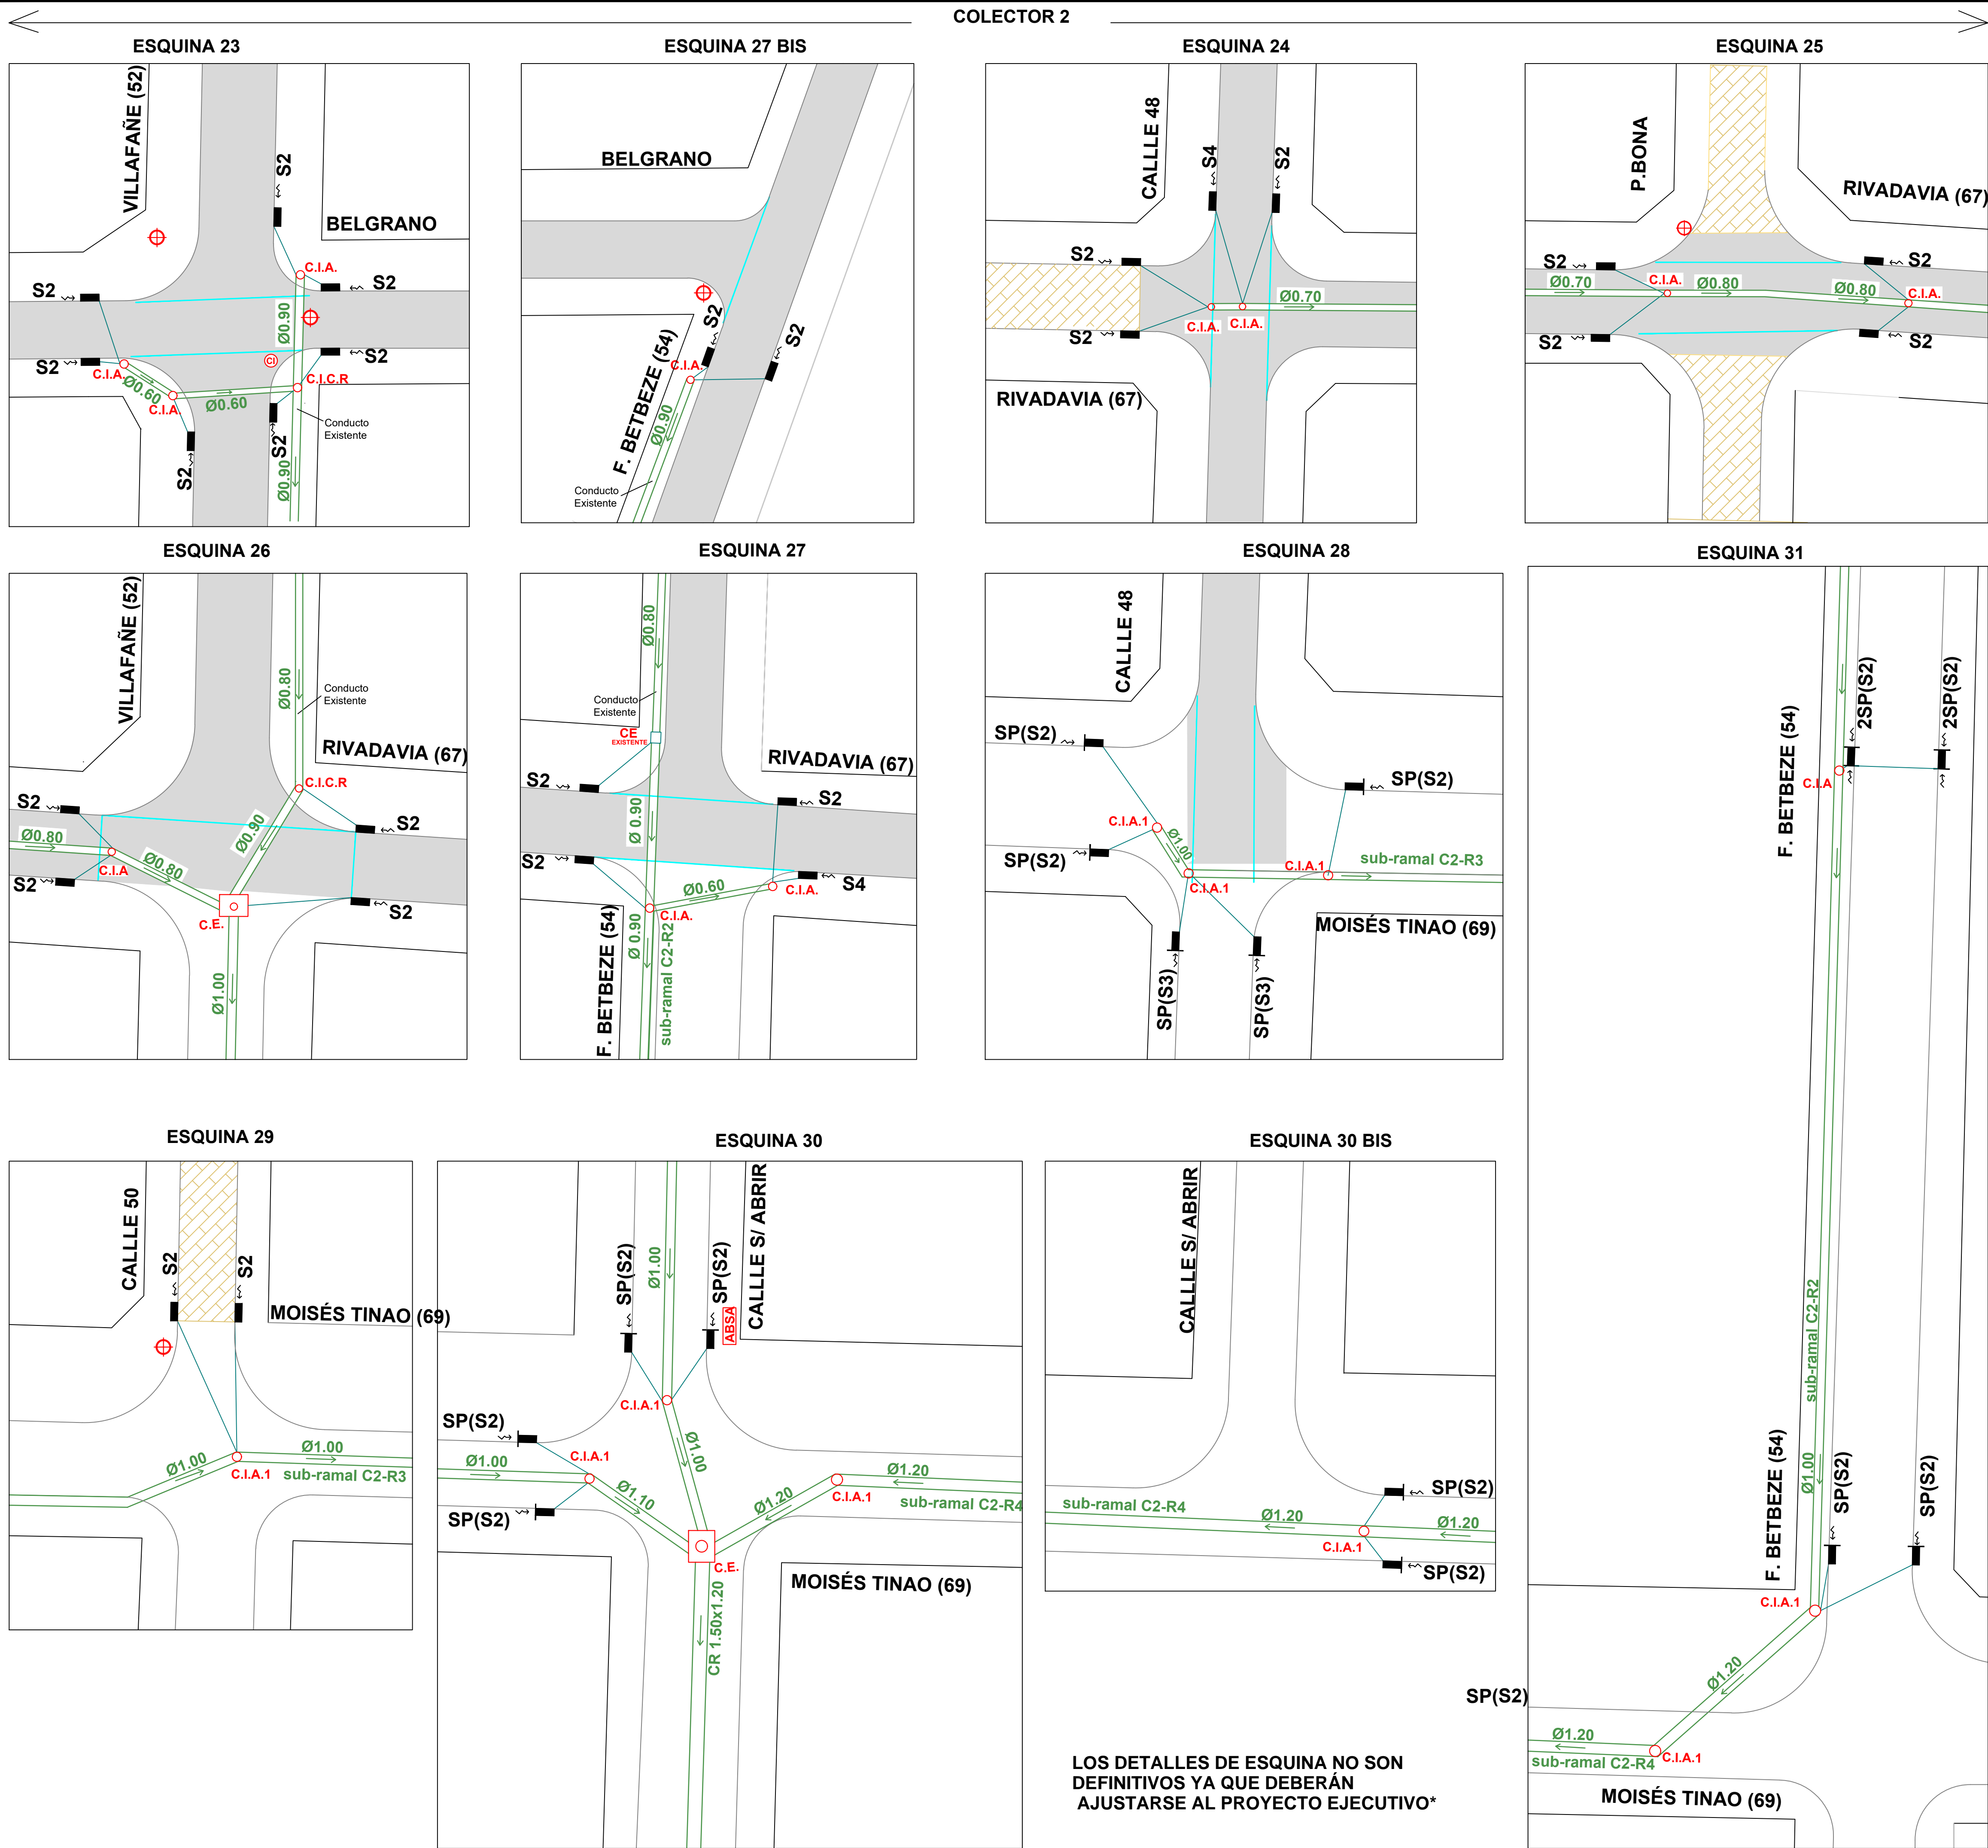 COLECTOR 2
ESQUINA 23
VILLAFAÑE (52)
S2
BELGRANO
C.I.A.
S2
S2
Ø0.90
S2
S2
CI
C.I.A.
Ø0.60
C.I.A.
Ø0.60
C.I.C.R
Conducto
Existente
S2
S2
Ø0.90
ESQUINA 27 BIS
BELGRANO
S2
S2
C.I.A.
F. BETBEZE (54)
Ø0.90
Conducto
Existente
ESQUINA 24
CALLLE 48
S4
S2
S2
Ø0.70
C.I.A.
C.I.A.
S2
RIVADAVIA (67)
ESQUINA 25
P.BONA
RIVADAVIA (67)
S2
S2
Ø0.70
C.I.A.
Ø0.80
Ø0.80
C.I.A.
S2
S2
ESQUINA 26
VILLAFAÑE (52)
Ø0.80
Conducto
Existente
RIVADAVIA (67)
C.I.C.R
S2
S2
Ø0.80
Ø0.90
C.I.A
Ø0.80
S2
S2
C.E.
Ø1.00
ESQUINA 27
Ø0.80
Conducto
Existente
CE
EXISTENTE
RIVADAVIA (67)
S2
S2
Ø 0.90
S2
S4
Ø0.60
C.I.A.
C.I.A.
F. BETBEZE (54)
Ø 0.90
sub-ramal C2-R2
ESQUINA 28
CALLLE 48
SP(S2)
SP(S2)
C.I.A.1
Ø1.00
SP(S2)
C.I.A.1
sub-ramal C2-R3
C.I.A.1
MOISÉS TINAO (69)
SP(S3)
SP(S3)
ESQUINA 31
2SP(S2)
2SP(S2)
F. BETBEZE (54)
C.I.A
sub-ramal C2-R2
F. BETBEZE (54)
Ø1.00
SP(S2)
SP(S2)
C.I.A.1
Ø1.20
SP(S2)
Ø1.20
sub-ramal C2-R4
C.I.A.1
MOISÉS TINAO (69)
ESQUINA 29
CALLLE 50
S2
S2
MOISÉS TINAO (69)
Ø1.00
Ø1.00
C.I.A.1
sub-ramal C2-R3
ESQUINA 30
SP(S2)
Ø1.00
SP(S2)
ABSA
CALLLE S/ ABRIR
C.I.A.1
SP(S2)
C.I.A.1
Ø1.00
Ø1.00
Ø1.10
Ø1.20
Ø1.20
C.I.A.1
sub-ramal C2-R4
SP(S2)
C.E.
MOISÉS TINAO (69)
CR 1.50x1.20
ESQUINA 30 BIS
CALLLE S/ ABRIR
SP(S2)
sub-ramal C2-R4
Ø1.20
Ø1.20
C.I.A.1
SP(S2)
LOS DETALLES DE ESQUINA NO SON
DEFINITIVOS YA QUE DEBERÁN
AJUSTARSE AL PROYECTO EJECUTIVO*